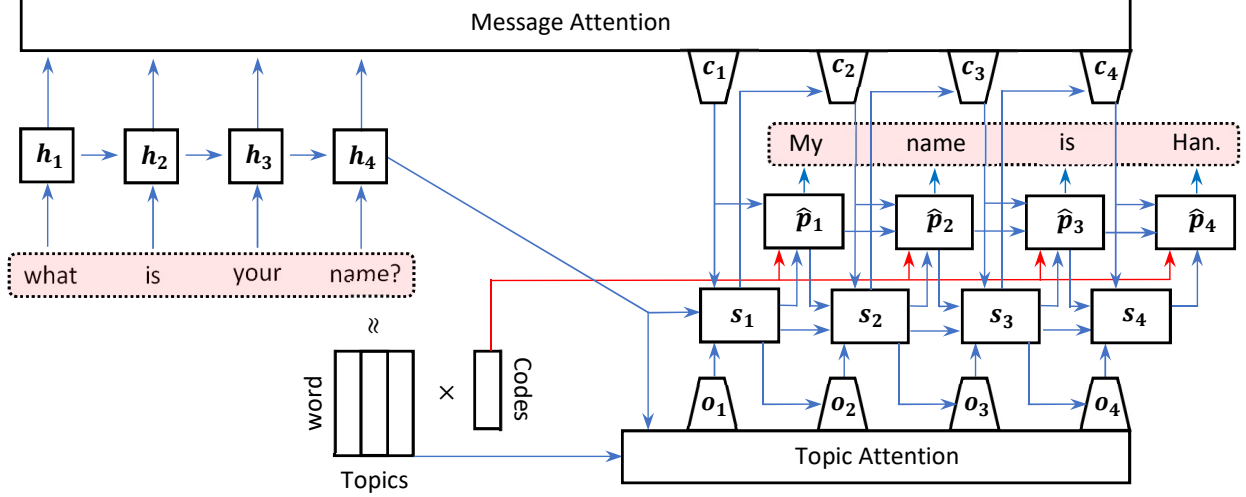 Message Attention
c₁ c₂ c₃ c₄
My name is Han.
h₁ h₂ h₃ h₄
p̂₁ p̂₂ p̂₃ p̂₄
what is your name?
s₁ s₂ s₃ s₄
≈
word
×
Codes
o₁ o₂ o₃ o₄
Topic Attention
Topics